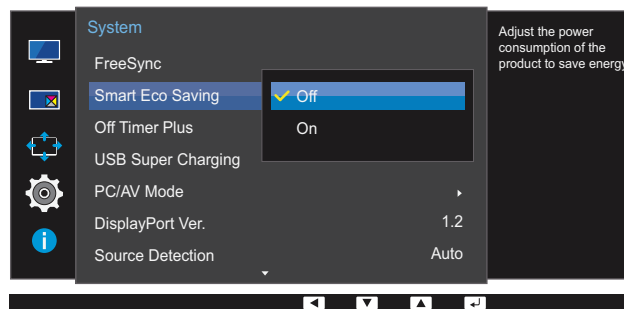 System
FreeSync
Smart Eco Saving
Off
Off Timer Plus
On
USB Super Charging
PC/AV Mode
DisplayPort Ver. 1.2
Source Detection Auto
Adjust the power
consumption of the
product to save energy